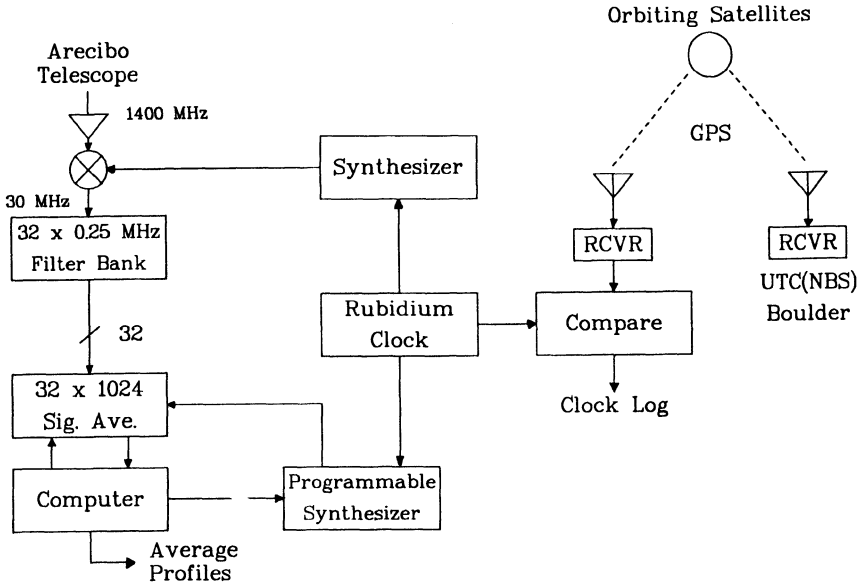 Orbiting Satellites
Arecibo
Telescope
1400 MHz
GPS
Synthesizer
30 MHz
32 x 0.25 MHz
Filter Bank
RCVR
RCVR
UTC(NBS)
Boulder
Rubidium
Clock
Compare
32
32 x 1024
Sig. Ave.
Clock Log
Computer
Programmable
Synthesizer
Average
Profiles